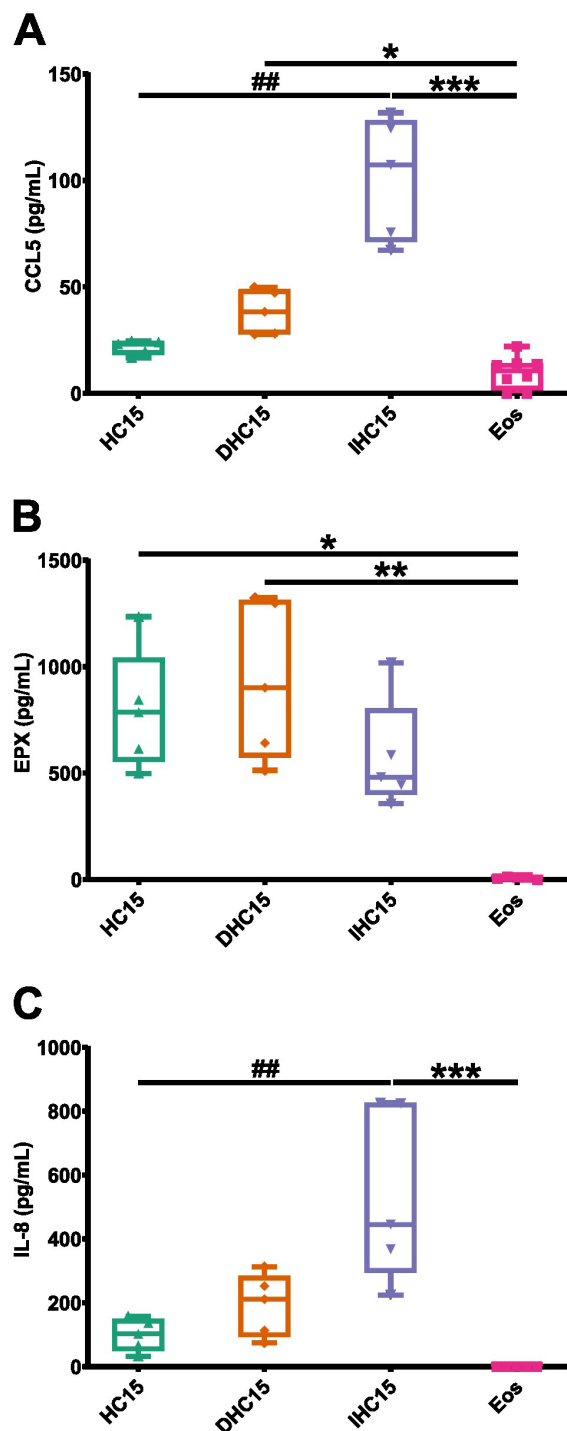 A
*
## ***
150
100
50
0
CCL5 (pg/mL)
HC15 DHC15 IHC15 Eos
B
*
**
1500
1000
500
0
EPX (pg/mL)
HC15 DHC15 IHC15 Eos
C
## ***
1000
800
600
400
200
0
IL-8 (pg/mL)
HC15 DHC15 IHC15 Eos